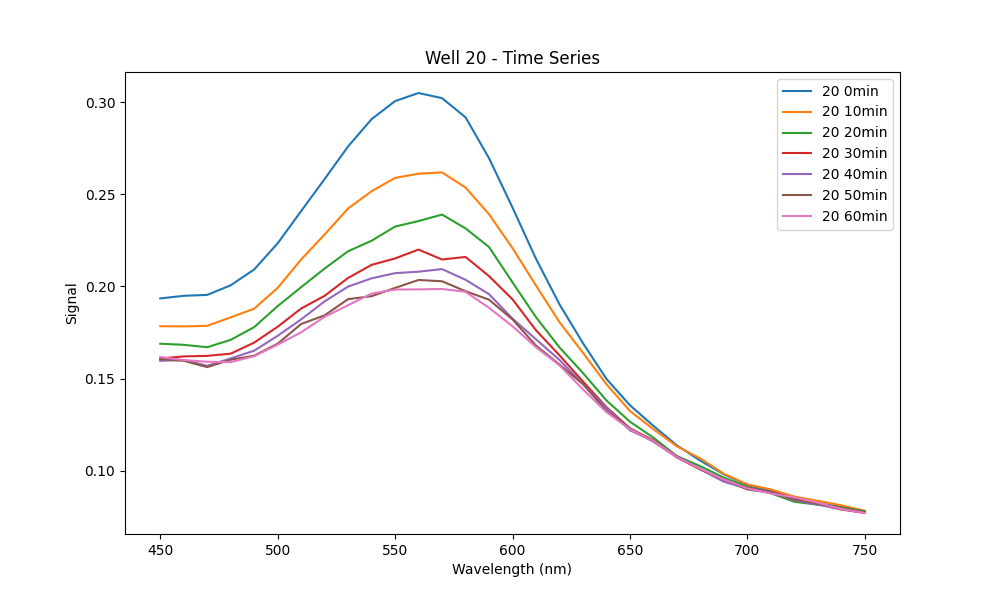 Well 20 - Time Series
20 0min
20 10min
20 20min
20 30min
20 40min
20 50min
20 60min
Signal
0.30
0.25
0.20
0.15
0.10
450 500 550 600 650 700 750
Wavelength (nm)